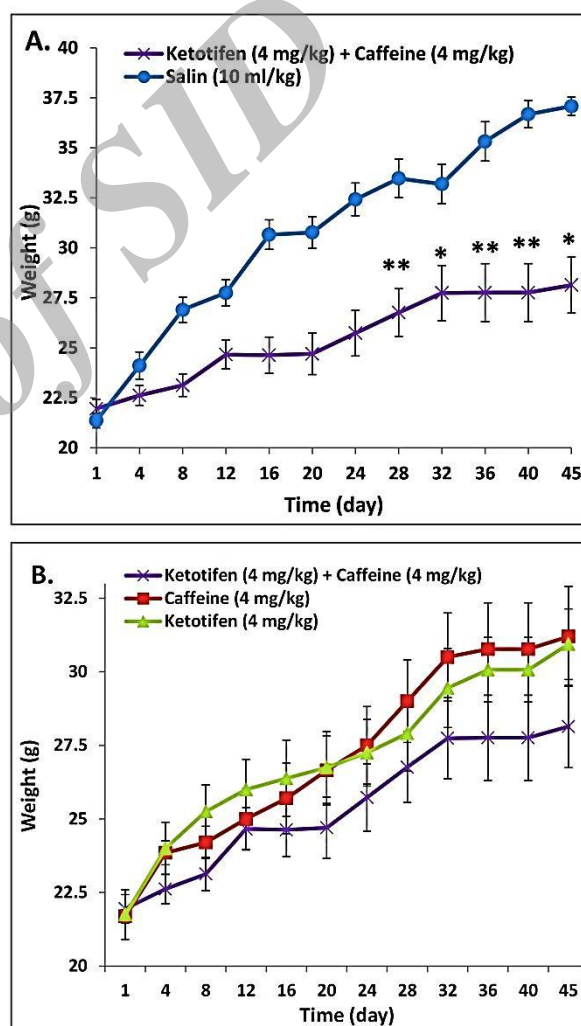 of SID
A.
Ketotifen (4 mg/kg) + Caffeine (4 mg/kg)
Salin (10 ml/kg)
40
37.5
35
32.5
30
27.5
25
22.5
20
Weight (g)
** * ** ** *
1 4 8 12 16 20 24 28 32 36 40 45
Time (day)
B.
Ketotifen (4 mg/kg) + Caffeine (4 mg/kg)
Caffeine (4 mg/kg)
Ketotifen (4 mg/kg)
32.5
30
27.5
25
22.5
20
Weight (g)
1 4 8 12 16 20 24 28 32 36 40 45
Time (day)